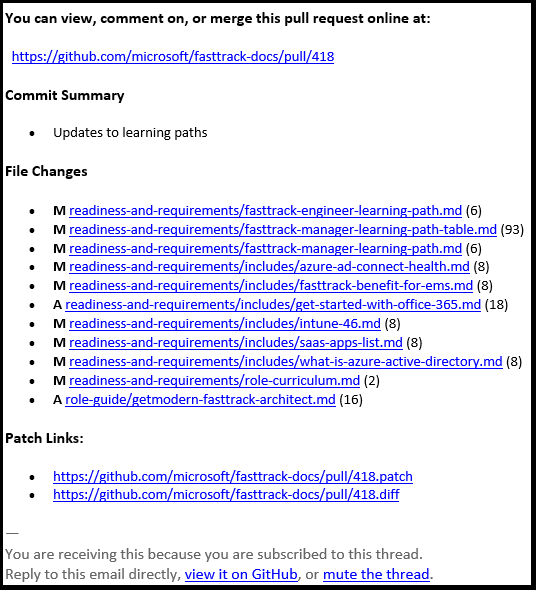 You can view, comment on, or merge this pull request online at:
https://github.com/microsoft/fasttrack-docs/pull/418
Commit Summary
• Updates to learning paths
File Changes
• M readiness-and-requirements/fasttrack-engineer-learning-path.md (6)
• M readiness-and-requirements/fasttrack-manager-learning-path-table.md (93)
• M readiness-and-requirements/fasttrack-manager-learning-path.md (6)
• M readiness-and-requirements/includes/azure-ad-connect-health.md (8)
• M readiness-and-requirements/includes/fasttrack-benefit-for-ems.md (8)
• A readiness-and-requirements/includes/get-started-with-office-365.md (18)
• M readiness-and-requirements/includes/intune-46.md (8)
• M readiness-and-requirements/includes/saas-apps-list.md (8)
• M readiness-and-requirements/includes/what-is-azure-active-directory.md (8)
• M readiness-and-requirements/role-curriculum.md (2)
• A role-guide/getmodern-fasttrack-architect.md (16)
Patch Links:
• https://github.com/microsoft/fasttrack-docs/pull/418.patch
• https://github.com/microsoft/fasttrack-docs/pull/418.diff
—
You are receiving this because you are subscribed to this thread.
Reply to this email directly, view it on GitHub, or mute the thread.